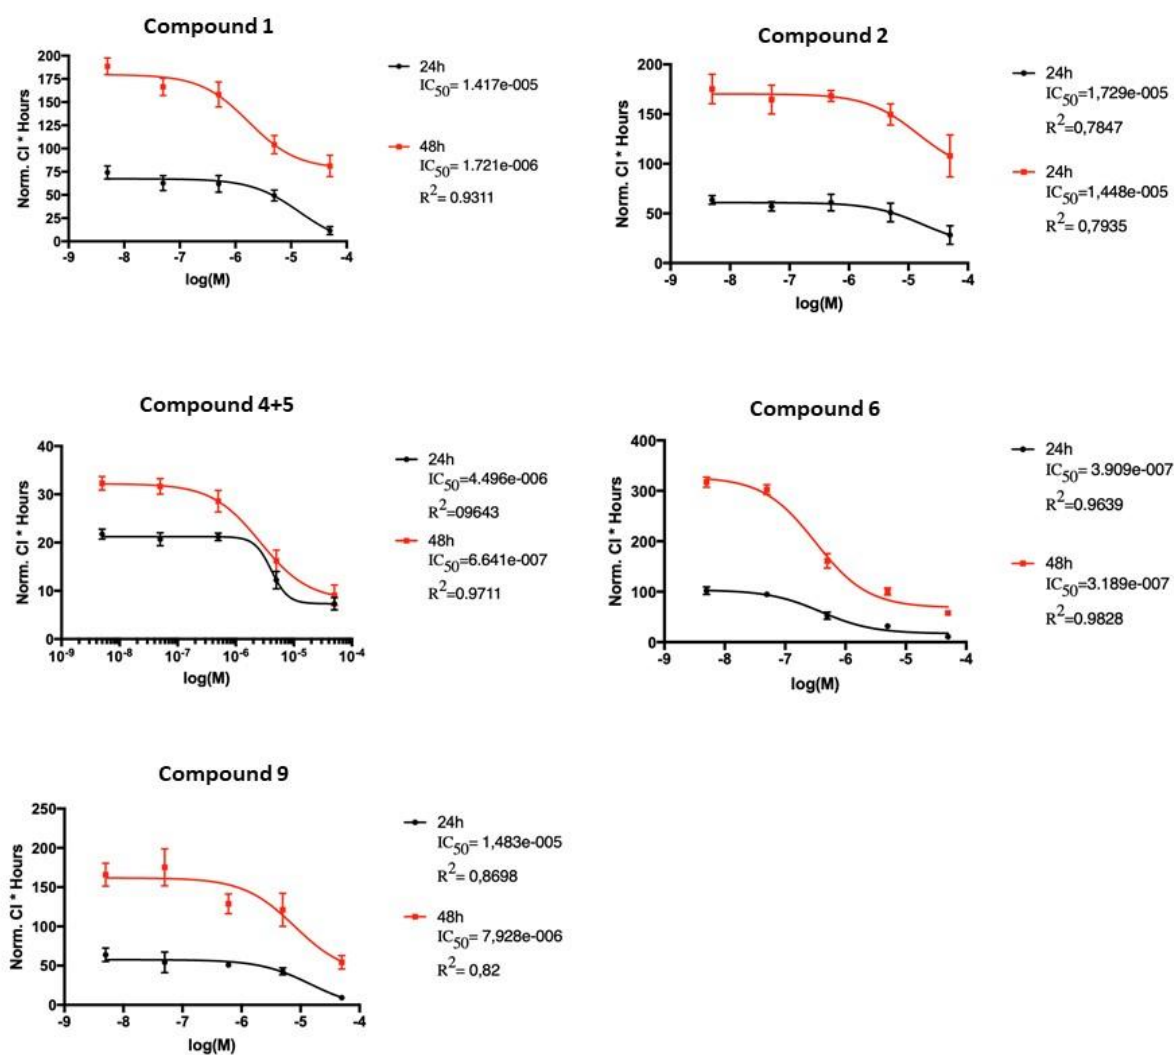 Compound 1
Norm. CI * Hours
200
175
150
125
100
75
50
25
0
-9 -8 -7 -6 -5 -4
log(M)
24h
IC50= 1.417e-005
48h
IC50= 1.721e-006
R2= 0.9311
Compound 2
Norm. CI * Hours
200
150
100
50
0
-9 -8 -7 -6 -5 -4
log(M)
24h
IC50=1,729e-005
R2=0,7847
24h
IC50=1,448e-005
R2= 0,7935
Compound 4+5
Norm. CI * Hours
40
30
20
10
0
10-9 10-8 10-7 10-6 10-5 10-4
log(M)
24h
IC50=4.496e-006
R2=09643
48h
IC50=6.641e-007
R2=0.9711
Compound 6
Norm. CI * Hours
400
300
200
100
0
-9 -8 -7 -6 -5 -4
log(M)
24h
IC50= 3.909e-007
R2=0.9639
48h
IC50=3.189e-007
R2=0.9828
Compound 9
Norm. CI * Hours
250
200
150
100
50
0
-9 -8 -7 -6 -5 -4
log(M)
24h
IC50= 1,483e-005
R2= 0,8698
48h
IC50= 7,928e-006
R2= 0,82